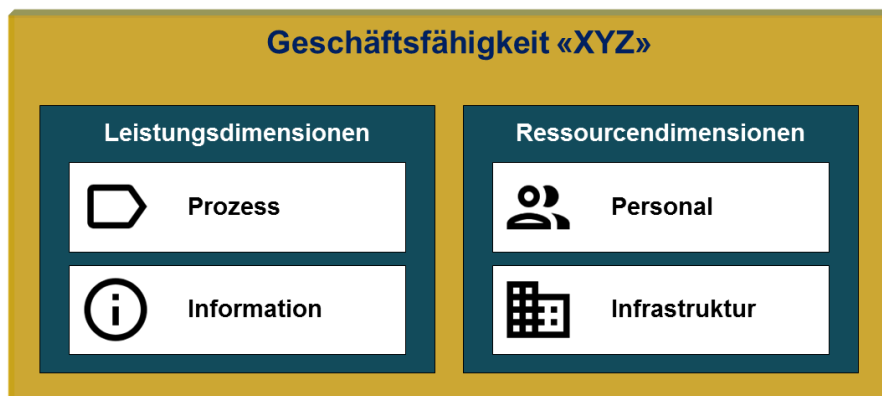 Geschäftsfähigkeit «XYZ»
Leistungsdimensionen
Prozess
Information
Ressourcendimensionen
Personal
Infrastruktur